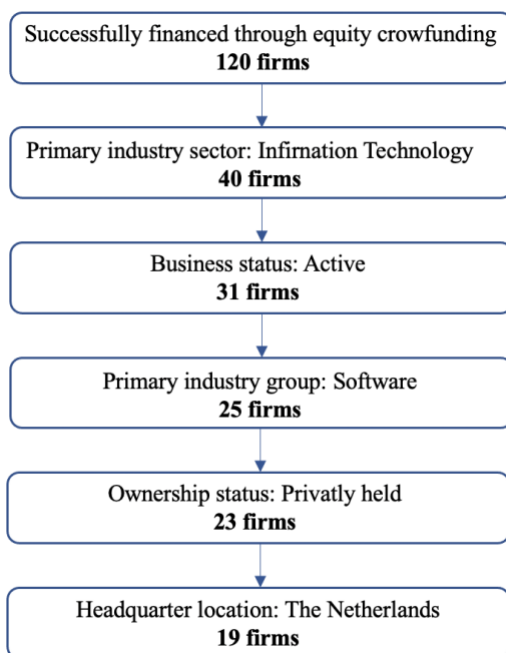 Successfully financed through equity crowfunding
120 firms
Primary industry sector: Infirnation Technology
40 firms
Business status: Active
31 firms
Primary industry group: Software
25 firms
Ownership status: Privatly held
23 firms
Headquarter location: The Netherlands
19 firms